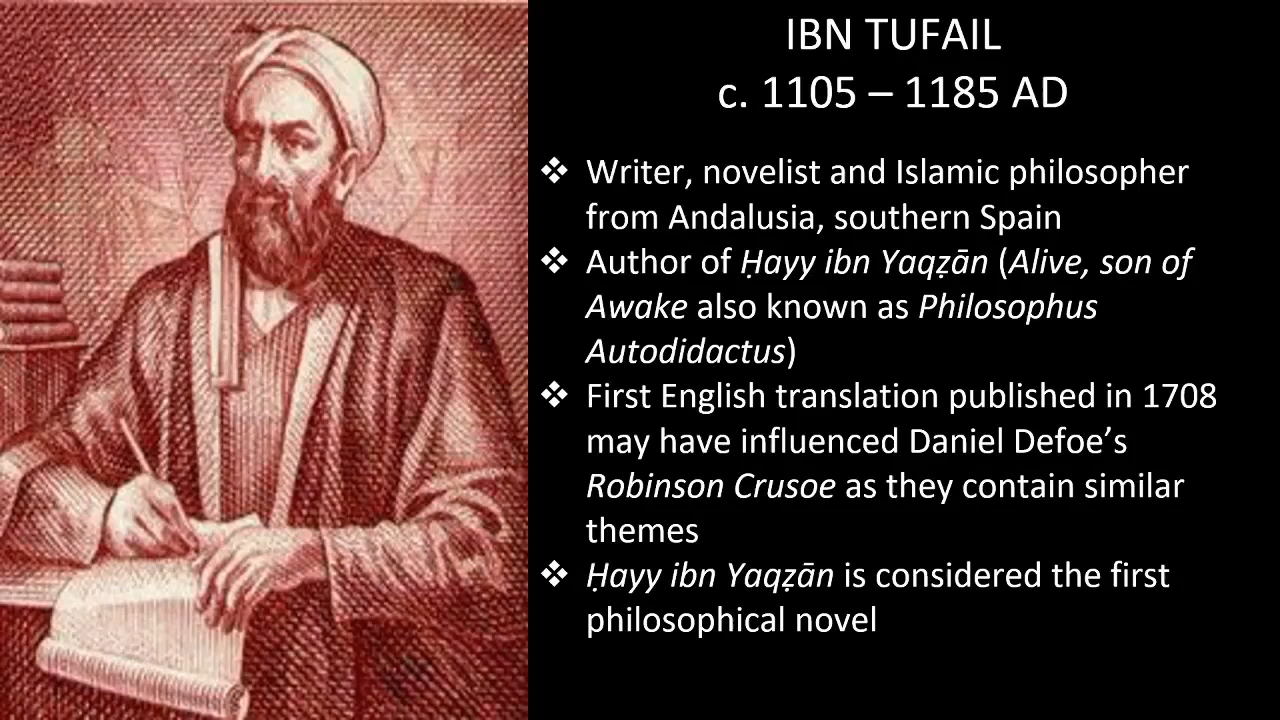 IBN TUFAIL
c. 1105 – 1185 AD
❖ Writer, novelist and Islamic philosopher
from Andalusia, southern Spain
❖ Author of Ḥayy ibn Yaqẓān (Alive, son of
Awake also known as Philosophus
Autodidactus)
❖ First English translation published in 1708
may have influenced Daniel Defoe’s
Robinson Crusoe as they contain similar
themes
❖ Ḥayy ibn Yaqẓān is considered the first
philosophical novel